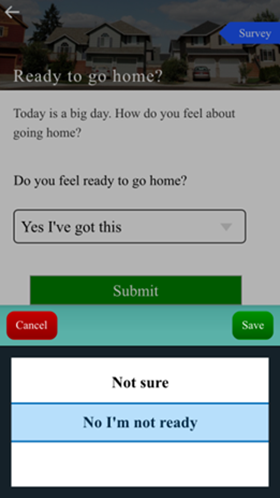 Survey
Ready to go home?
Today is a big day. How do you feel about
going home?
Do you feel ready to go home?
Yes I've got this
Submit
Cancel
Save
Not sure
No I'm not ready